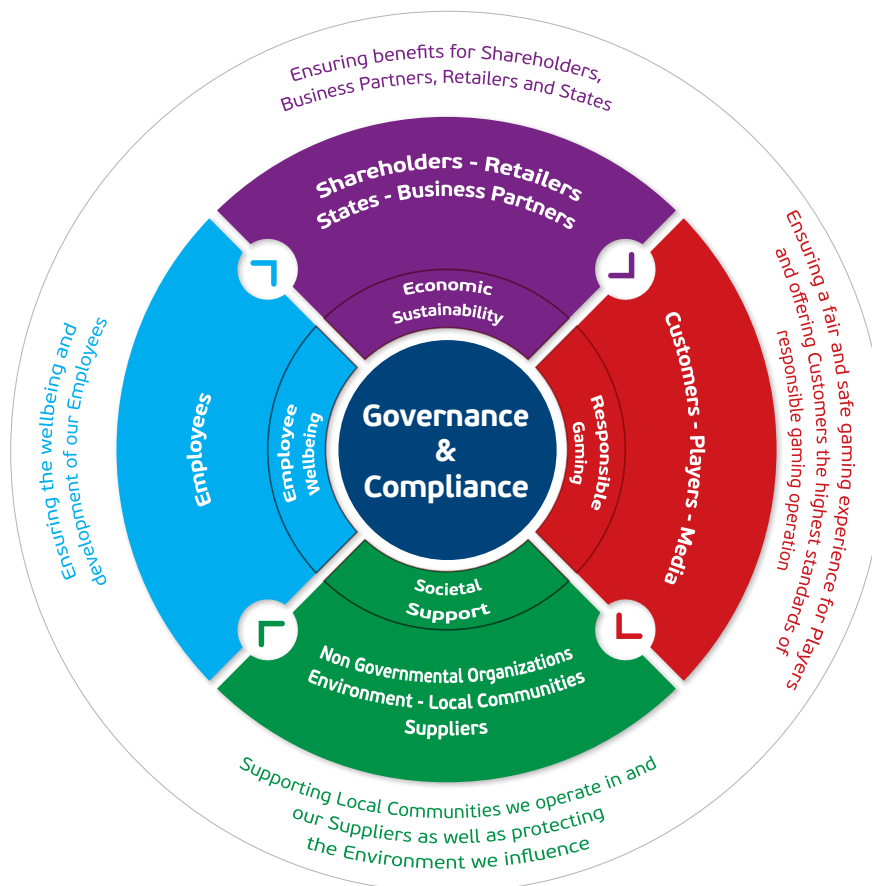 Ensuring benefits for Shareholders,
Business Partners, Retailers and States
Shareholders - Retailers
States - Business Partners
Economic
Sustainability
Ensuring a fair and safe gaming experience for Players
and offering Customers the highest standards of
responsible gaming operation
Customers - Players - Media
Responsible
Gaming
Governance
&
Compliance
Employee
Wellbeing
Employees
Ensuring the wellbeing and
development of our Employees
Societal
Support
Non Governmental Organizations
Environment - Local Communities
Suppliers
Supporting Local Communities we operate in and
our Suppliers as well as protecting
the Environment we influence